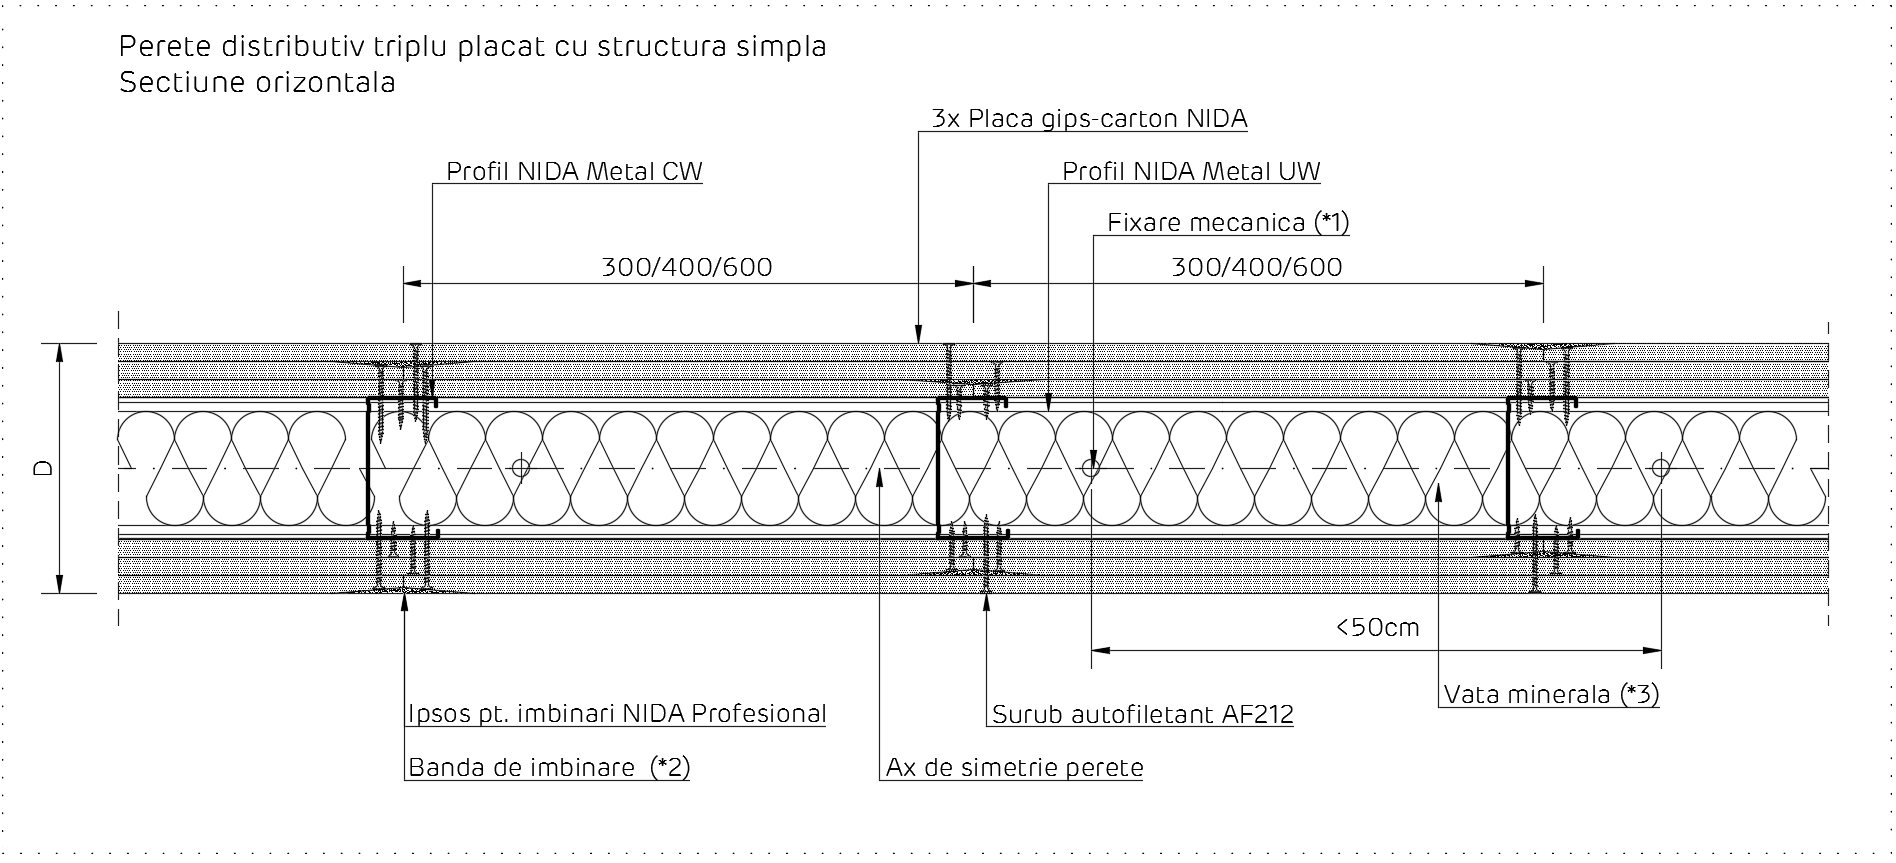 Perete distributiv triplu placat cu structura simpla
Sectiune orizontala
3x Placa gips-carton NIDA
Profil NIDA Metal CW
Profil NIDA Metal UW
Fixare mecanica (*1)
300/400/600
300/400/600
D
<50cm
Vata minerala (*3)
Ipsos pt. imbinari NIDA Profesional
Surub autofiletant AF212
Banda de imbinare (*2)
Ax de simetrie perete